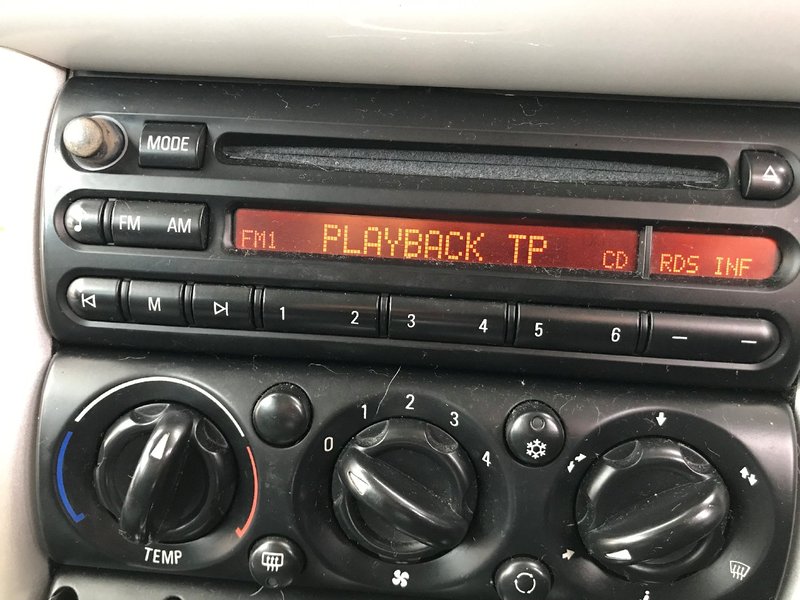 MODE
FM AM
FM1 PLAYBACK TP CD RDS INF
M 1 2 3 4 5 6
0 1 2 3 4
TEMP